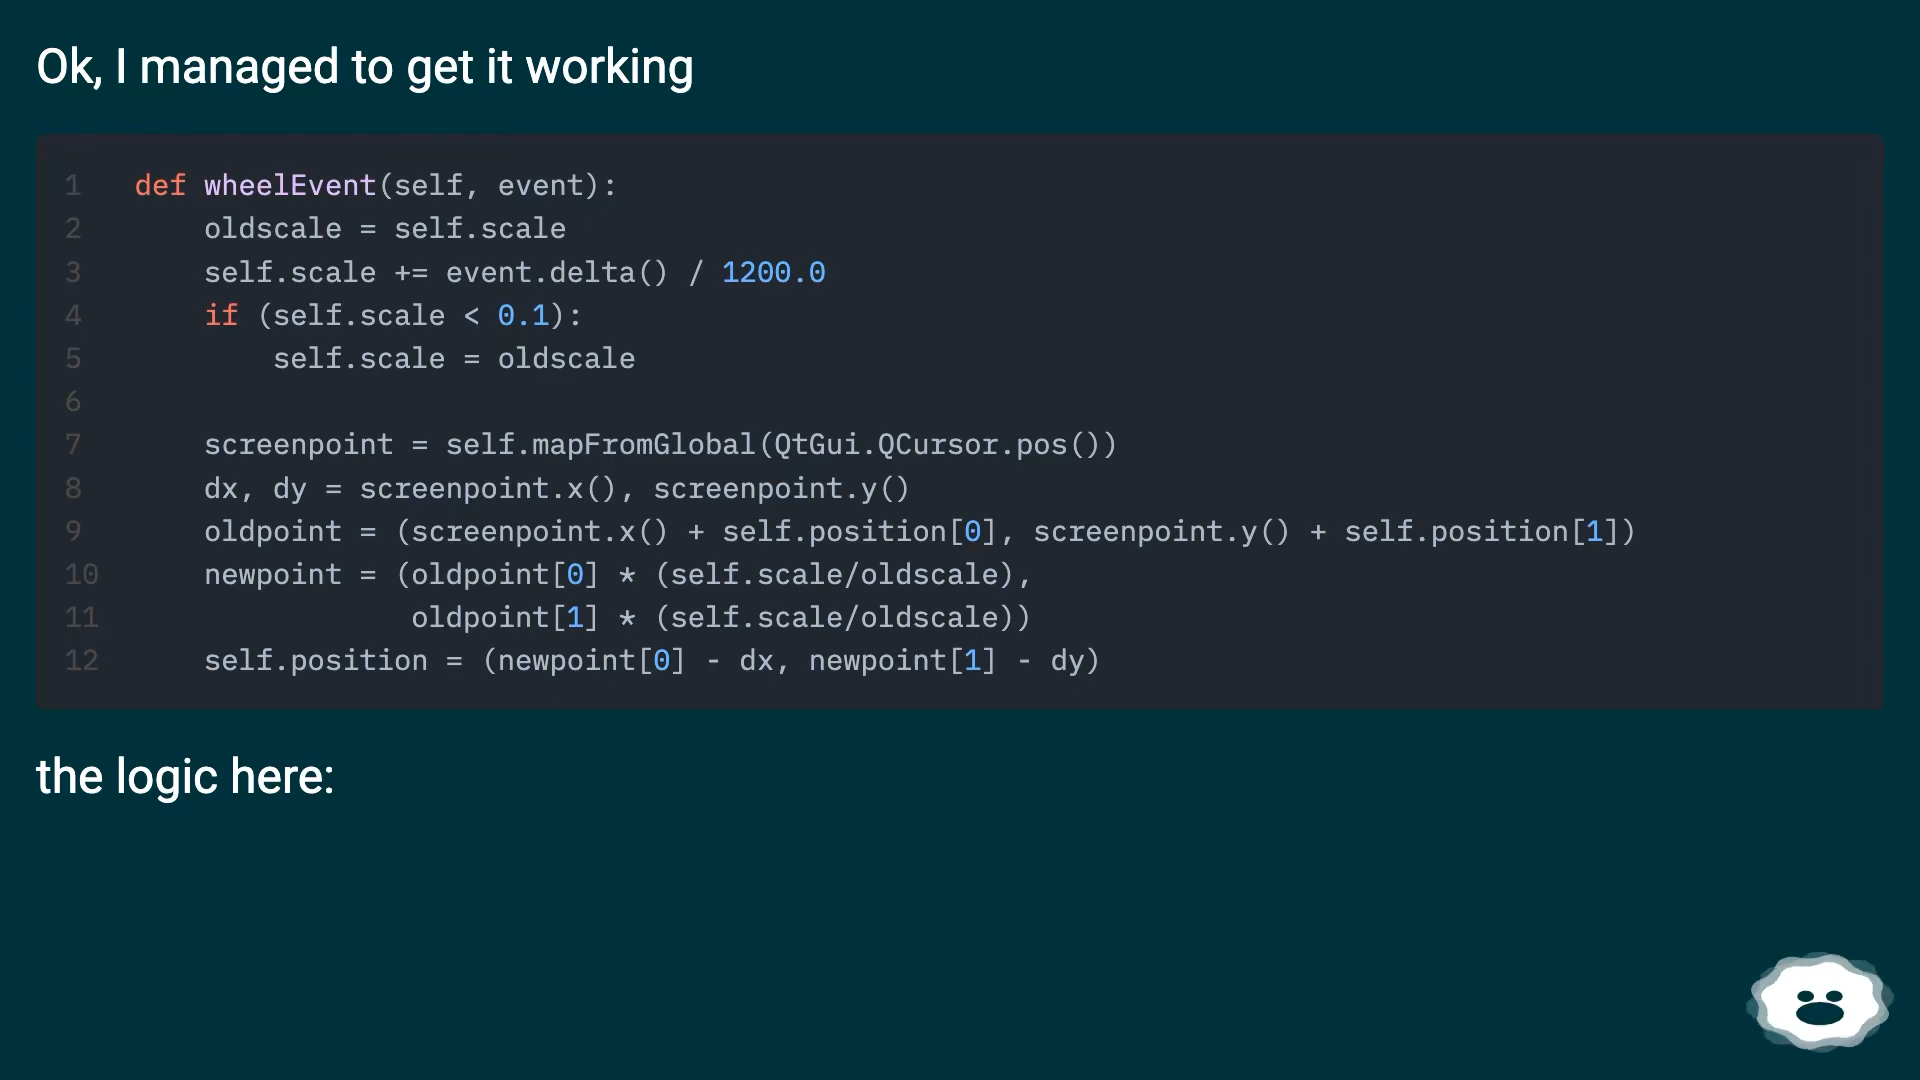 Ok, I managed to get it working
1 def wheelEvent(self, event):
2     oldscale = self.scale
3     self.scale += event.delta() / 1200.0
4     if (self.scale < 0.1):
5         self.scale = oldscale
6
7     screenpoint = self.mapFromGlobal(QtGui.QCursor.pos())
8     dx, dy = screenpoint.x(), screenpoint.y()
9     oldpoint = (screenpoint.x() + self.position[0], screenpoint.y() + self.position[1])
10     newpoint = (oldpoint[0] * (self.scale/oldscale),
11                 oldpoint[1] * (self.scale/oldscale))
12     self.position = (newpoint[0] - dx, newpoint[1] - dy)
the logic here: